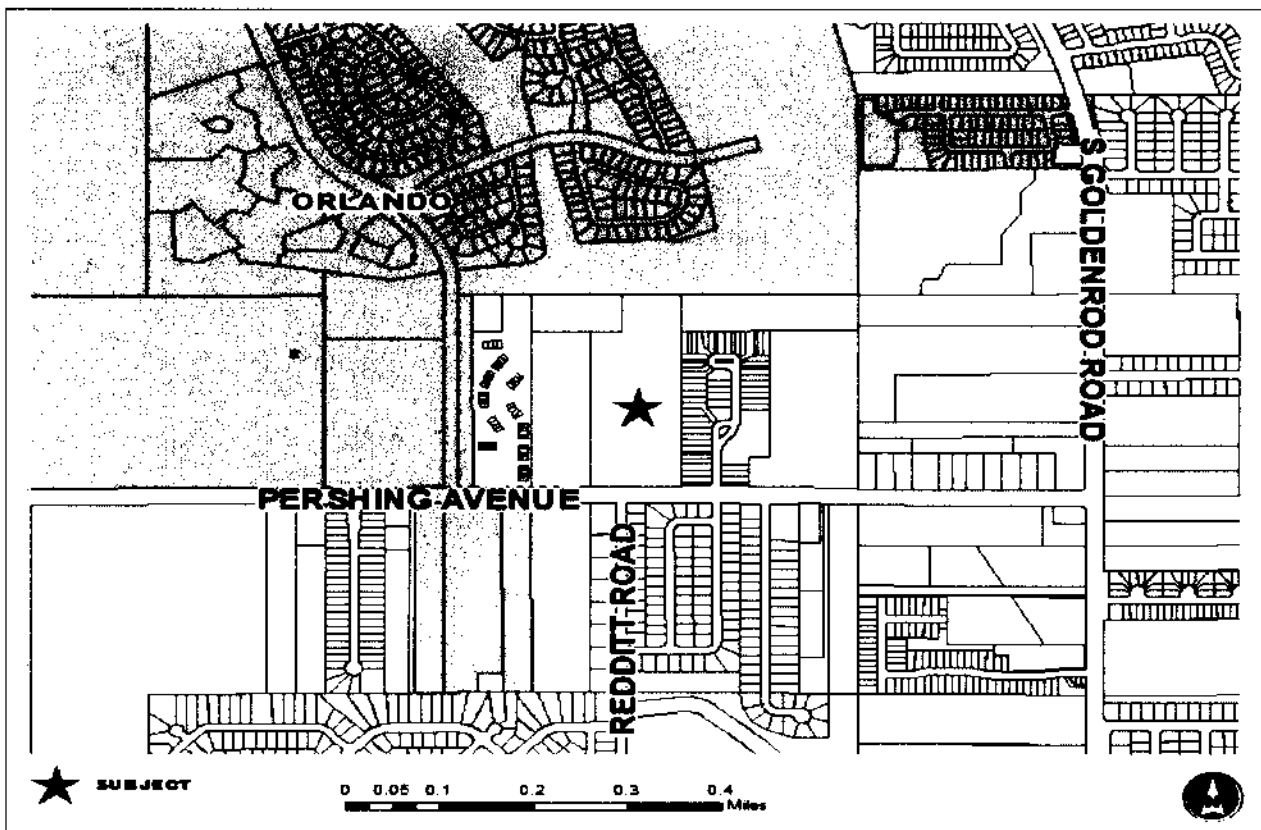 ORLANDO
S GOLDENROD ROAD
PERSHING AVENUE
REDDITT ROAD
SUBJECT
0 0.05 0.1 0.2 0.3 0.4
Miles